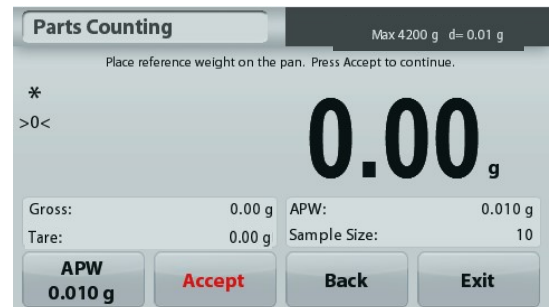 Parts Counting
Max 4200 g d= 0.01 g
Place reference weight on the pan. Press Accept to continue.
*
>0<
0.00 g
Gross: 0.00 g APW: 0.010 g
Tare: 0.00 g Sample Size: 10
APW
0.010 g
Accept
Back
Exit